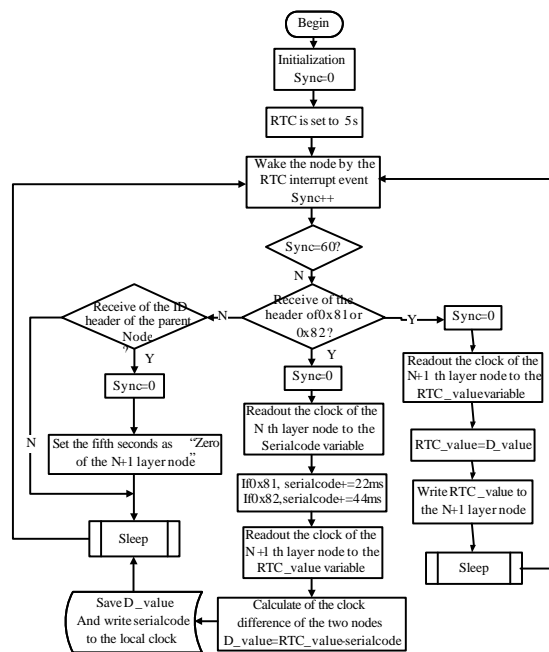 Begin
Initialization
Sync=0
RTC is set to 5s
Wake the node by the
RTC interrupt event
Sync++
Sync=60?
N
Receive of the
header of0x81or
0x82?
N
Y
Y
Receive of the ID
header of the parent
Node
?
Y
N
Sync=0
Set the fifth seconds as “Zero
of the N+1 layer node”
Sleep
Sync=0
Readout the clock of the
N th layer node to the
Serialcode variable
If0x81, serialcode+=22ms
If0x82,serialcode+=44ms
Readout the clock of the
N+1 th layer node to the
RTC_value variable
Calculate of the clock
difference of the two nodes
D_value=RTC_value-serialcode
Save D_value
And write serialcode
to the local clock
Sync=0
Readout the clock of the
N+1 th layer node to the
RTC_valuevariable
RTC_value=D_value
Write RTC_value to
the N+1 layer node
Sleep